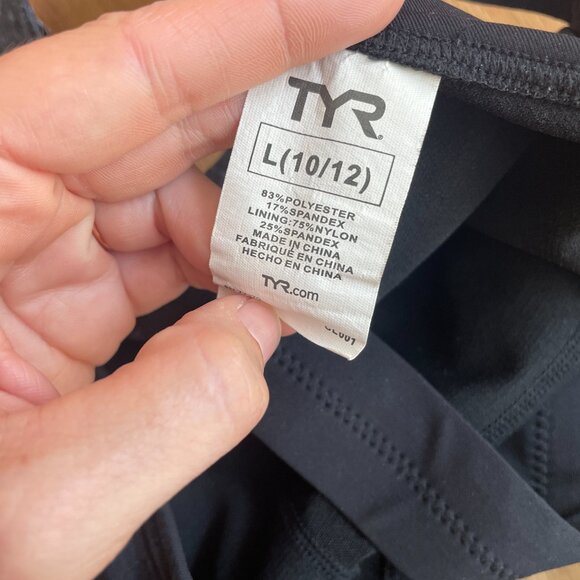 TYR®
L(10/12)
83%POLYESTER
17%SPANDEX
LINING:75%NYLON
25%SPANDEX
MADE IN CHINA
FABRIQUÉ EN CHINA
HECHO EN CHINA
TYR.com